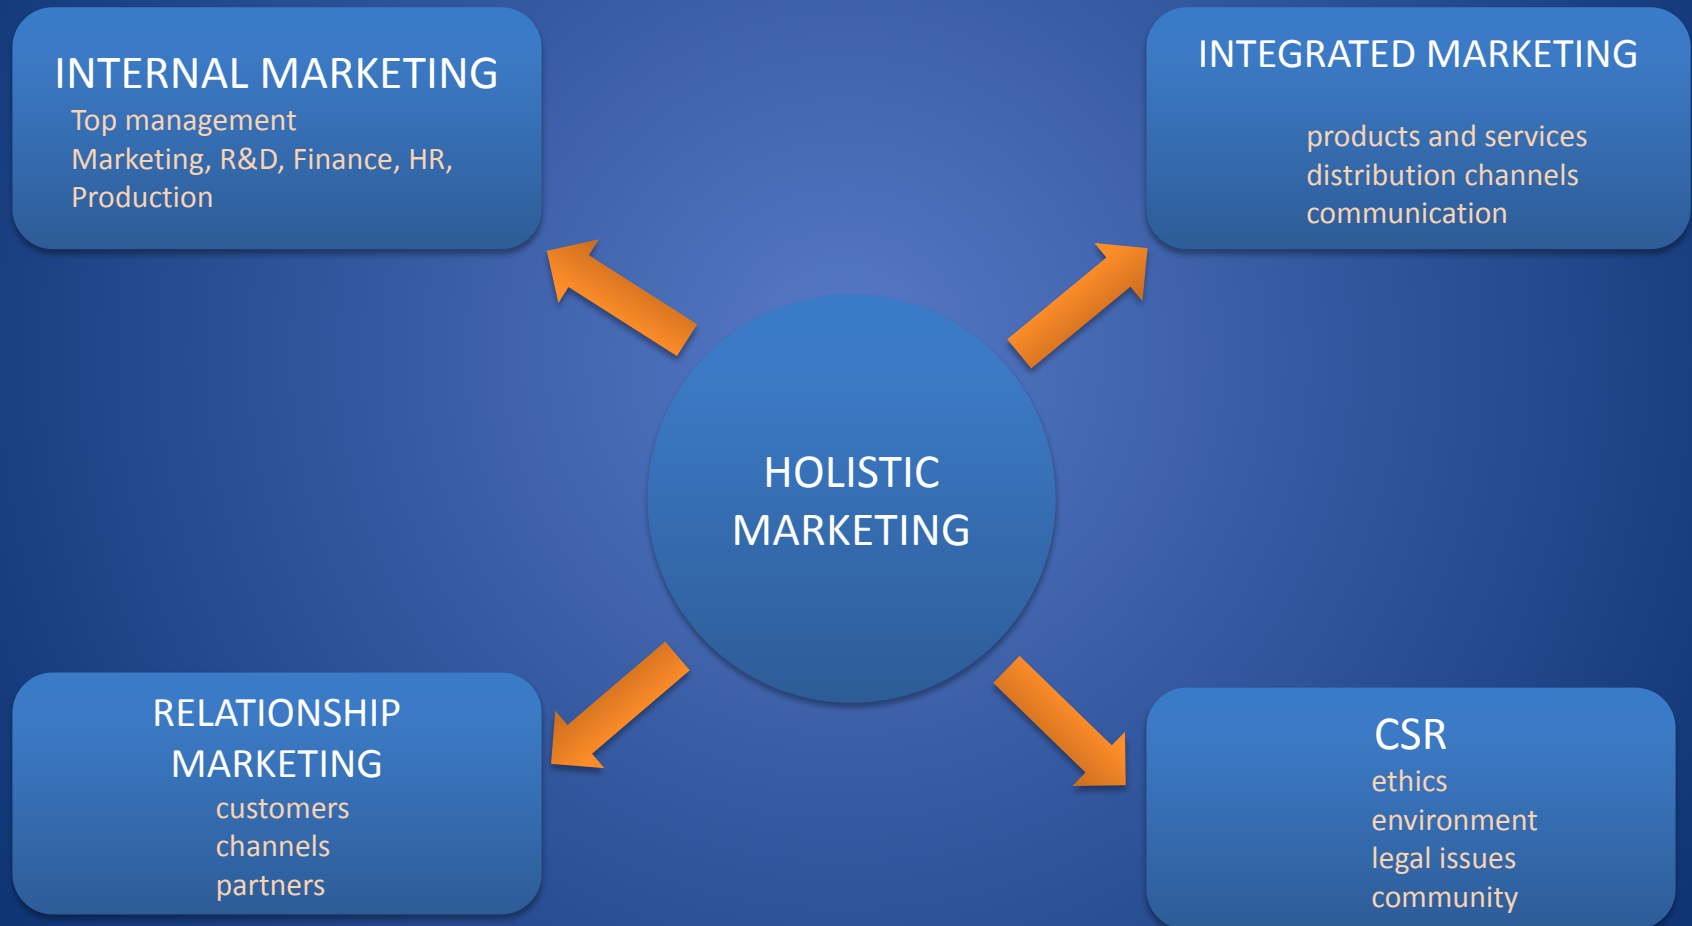 INTERNAL MARKETING
Top management
Marketing, R&D, Finance, HR,
Production
INTEGRATED MARKETING
products and services
distribution channels
communication
HOLISTIC
MARKETING
RELATIONSHIP
MARKETING
customers
channels
partners
CSR
ethics
environment
legal issues
community